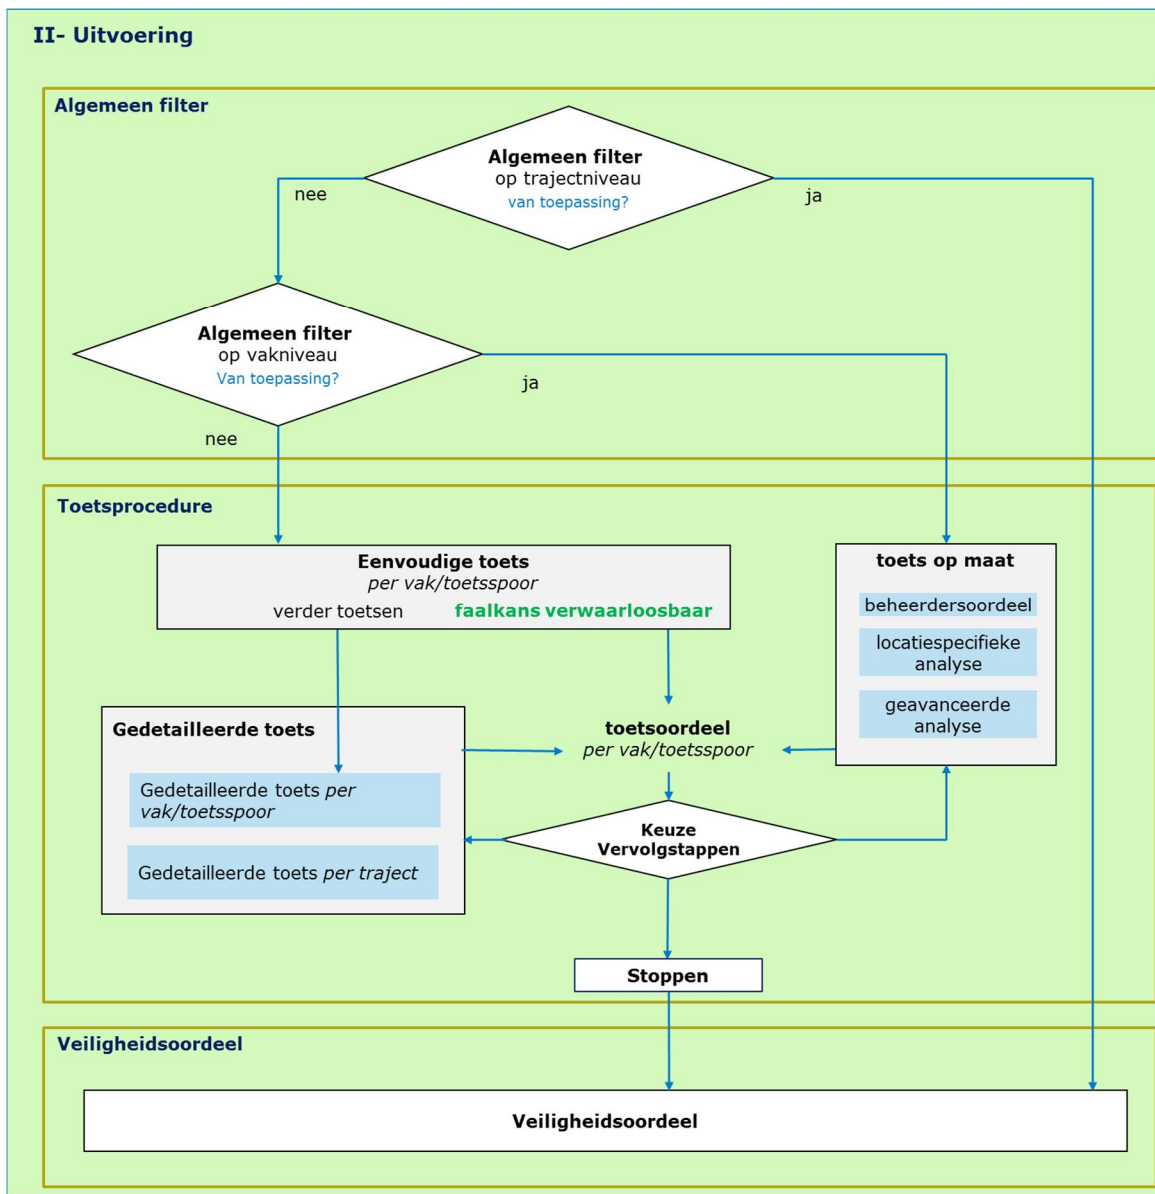 II- Uitvoering
Algemeen filter
Algemeen filter
op trajectniveau
van toepassing?
nee
ja
Algemeen filter
op vakniveau
Van toepassing?
ja
nee
Toetsprocedure
Eenvoudige toets
per vak/toetsspoor
verder toetsen faalkans verwaarloosbaar
toets op maat
beheerdersoordeel
locatiespecifieke
analyse
geavanceerde
analyse
Gedetailleerde toets
Gedetailleerde toets per
vak/toetsspoor
Gedetailleerde toets per traject
toetsoordeel
per vak/toetsspoor
Keuze
Vervolgstappen
Stoppen
Veiligheidsoordeel
Veiligheidsoordeel